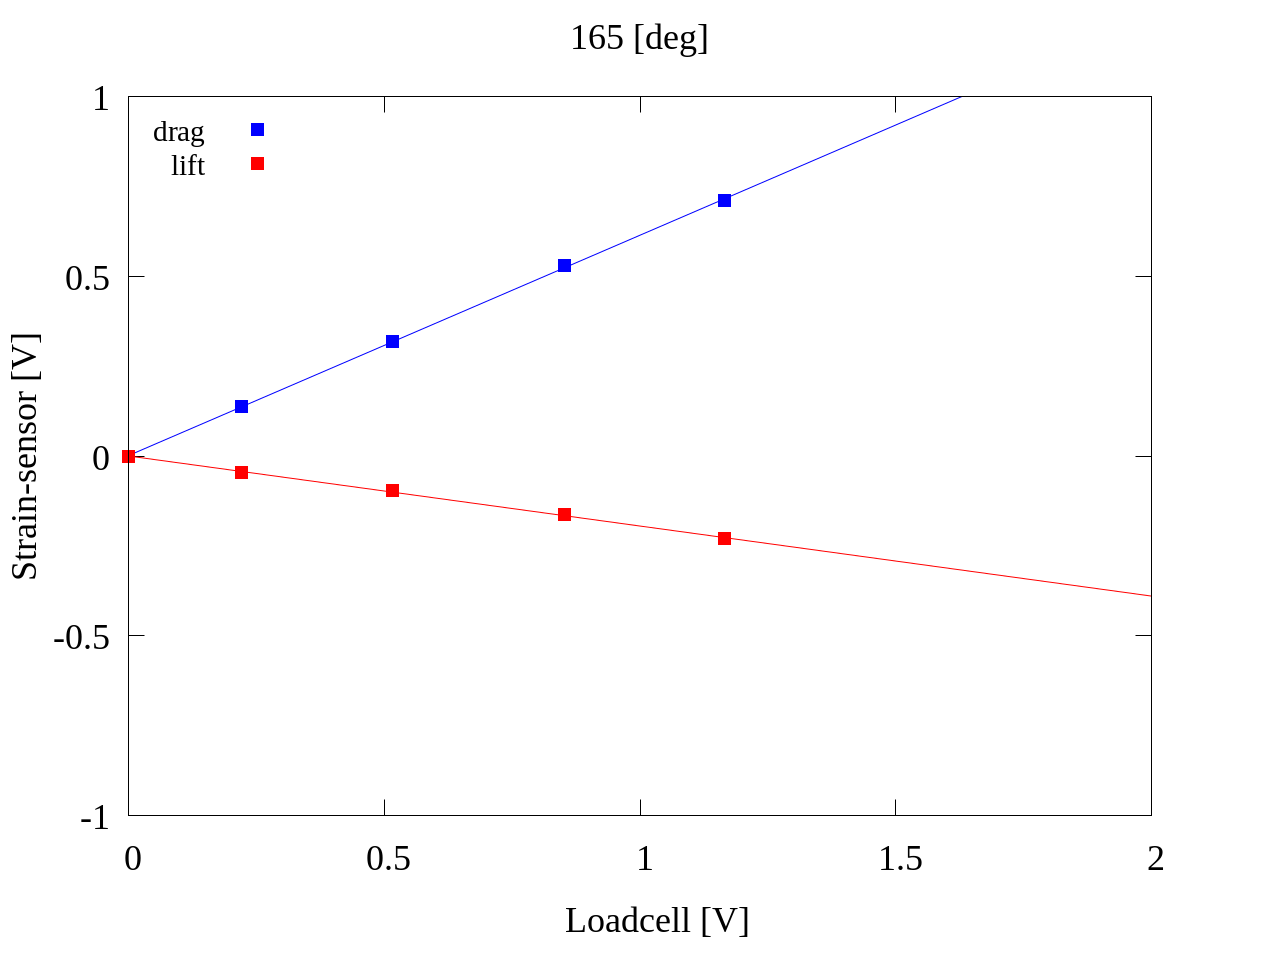 165 [deg]
drag
lift
1
0.5
0
-0.5
-1
Strain-sensor [V]
0 0.5 1 1.5 2
Loadcell [V]